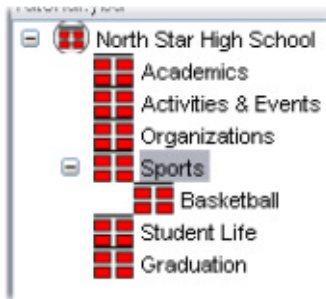 North Star High School
Academics
Activities & Events
Organizations
Sports
Basketball
Student Life
Graduation